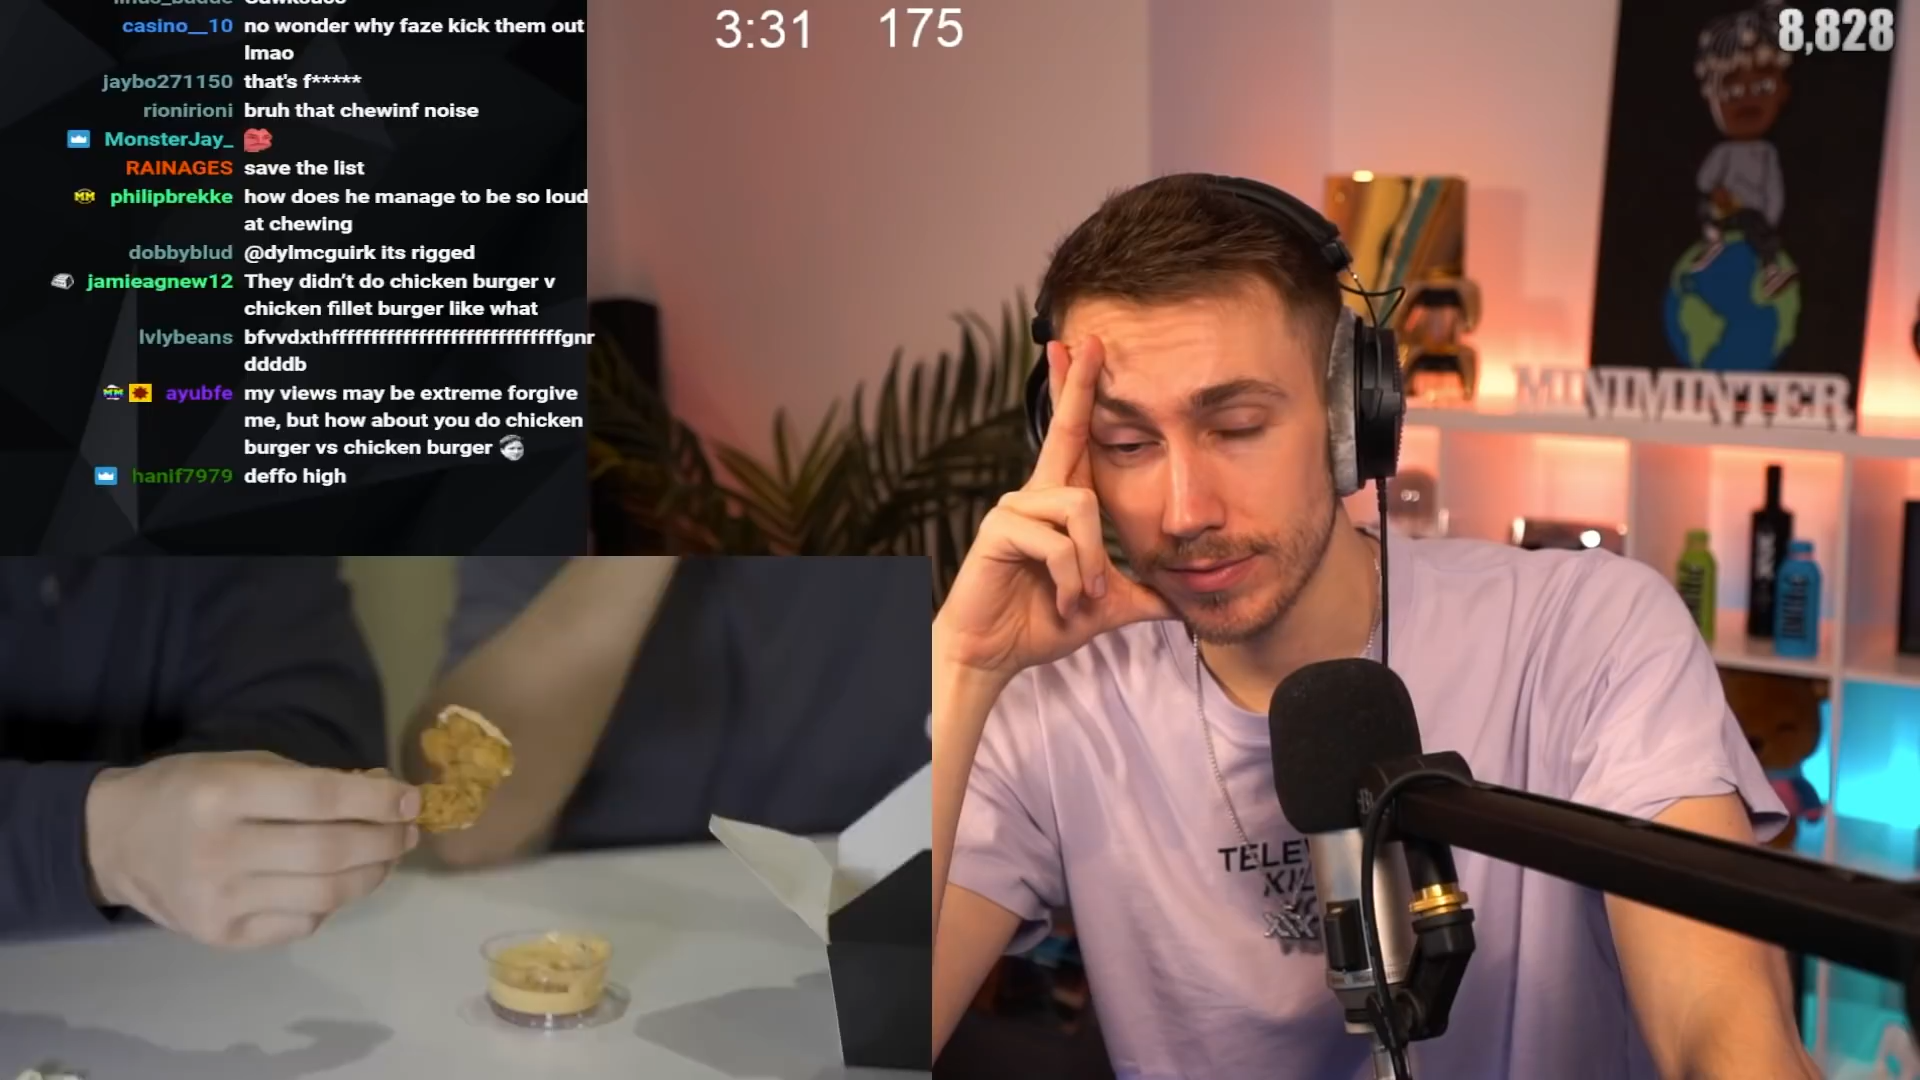 casino__10 no wonder why faze kick them out
lmao
jaybo271150 that's f*****
rionirioni bruh that chewinf noise
MonsterJay_
RAINAGES save the list
philipbrekke how does he manage to be so loud
at chewing
dobbyblud @dylmcguirk its rigged
jamieagnew12 They didn’t do chicken burger v
chicken fillet burger like what
lvlybeans bfvvdxthffffffffffffffffffffffffffffffgnr
ddddb
ayubfe my views may be extreme forgive
me, but how about you do chicken
burger vs chicken burger
hanif7979 deffo high
3:31 175
8,828
MINIMINTER
TELEV